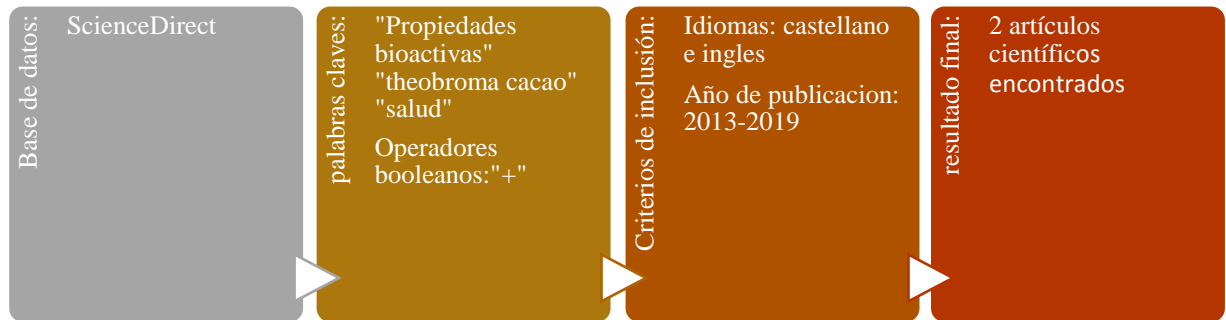 Base de datos:
ScienceDirect
palabras claves:
"Propiedades
bioactivas"
"theobroma cacao"
"salud"
Operadores
booleanos:"+"
Criterios de inclusión:
Idiomas: castellano
e ingles
Año de publicacion:
2013-2019
resultado final:
2 artículos
científicos
encontrados